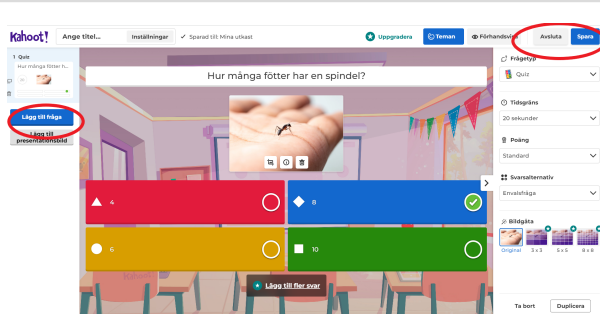 Kahoot!
Ange titel...
Inställningar
Sparad till: Mina utkast
Uppgradera
Teman
Förhandsvisa
Avsluta
Spara
1 Quiz
Hur många fötter h...
Lägg till fråga
Lägg till
presentationsbild
Hur många fötter har en spindel?
4
8
6
10
Lägg till fler svar
Frågetyp
Quiz
Tidsgräns
20 sekunder
Poäng
Standard
Svarsalternativ
Envalsfråga
Bildgåta
Original
3 x 3
5 x 5
8 x 8
Ta bort
Duplicera